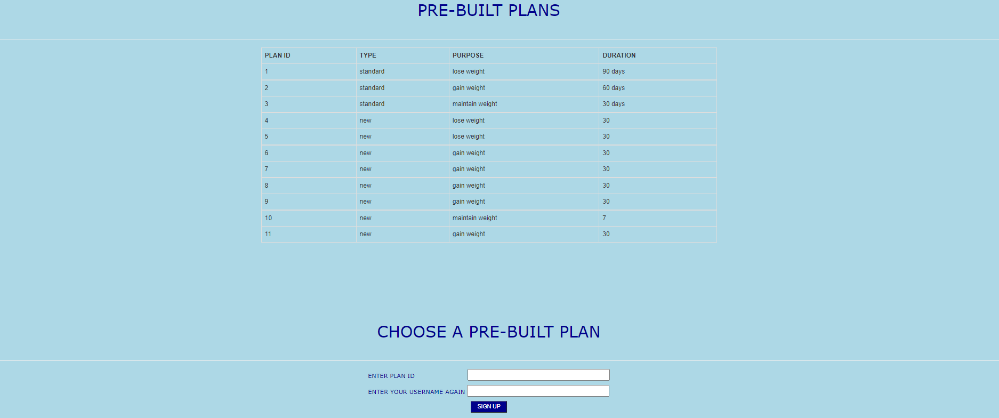 PRE-BUILT PLANS
PLAN ID TYPE PURPOSE DURATION
1 standard lose weight 90 days
2 standard gain weight 60 days
3 standard maintain weight 30 days
4 new lose weight 30
5 new lose weight 30
6 new gain weight 30
7 new gain weight 30
8 new gain weight 30
9 new gain weight 30
10 new maintain weight 7
11 new gain weight 30
CHOOSE A PRE-BUILT PLAN
ENTER PLAN ID
ENTER YOUR USERNAME AGAIN
SIGN UP